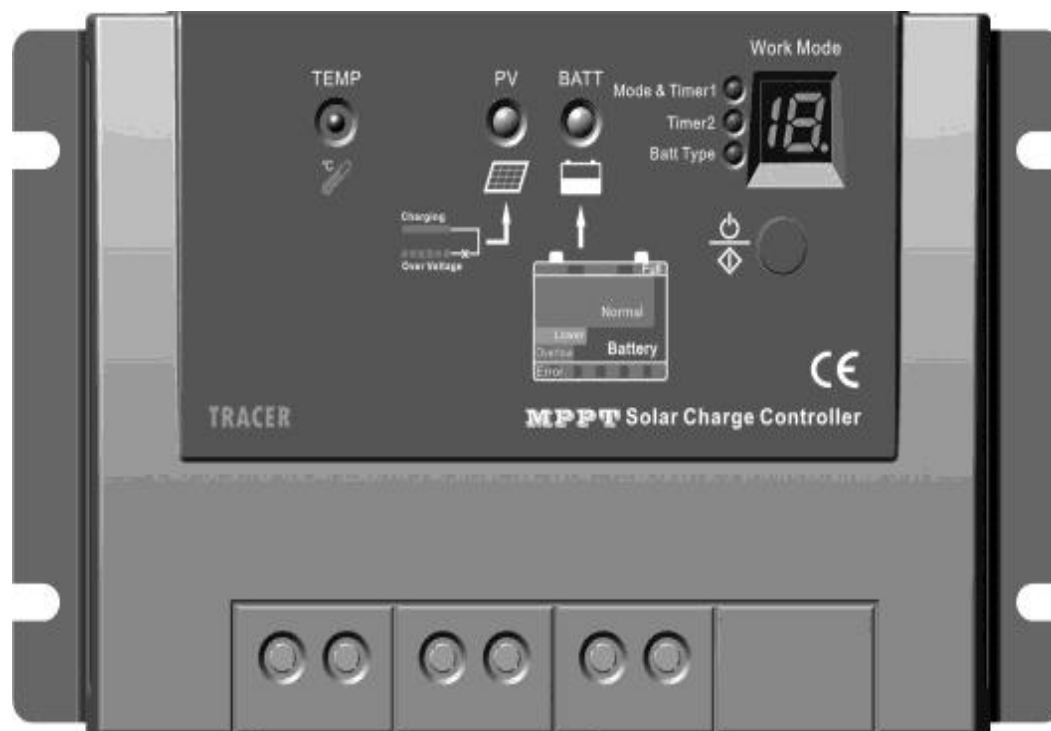 Work Mode
TEMP
PV
BATT
Mode & Timer1
18.
Timer2
Batt Type
°C
Charging
Over Voltage
Full
Normal
Lower
Battery
Error
CE
TRACER
MPPT Solar Charge Controller